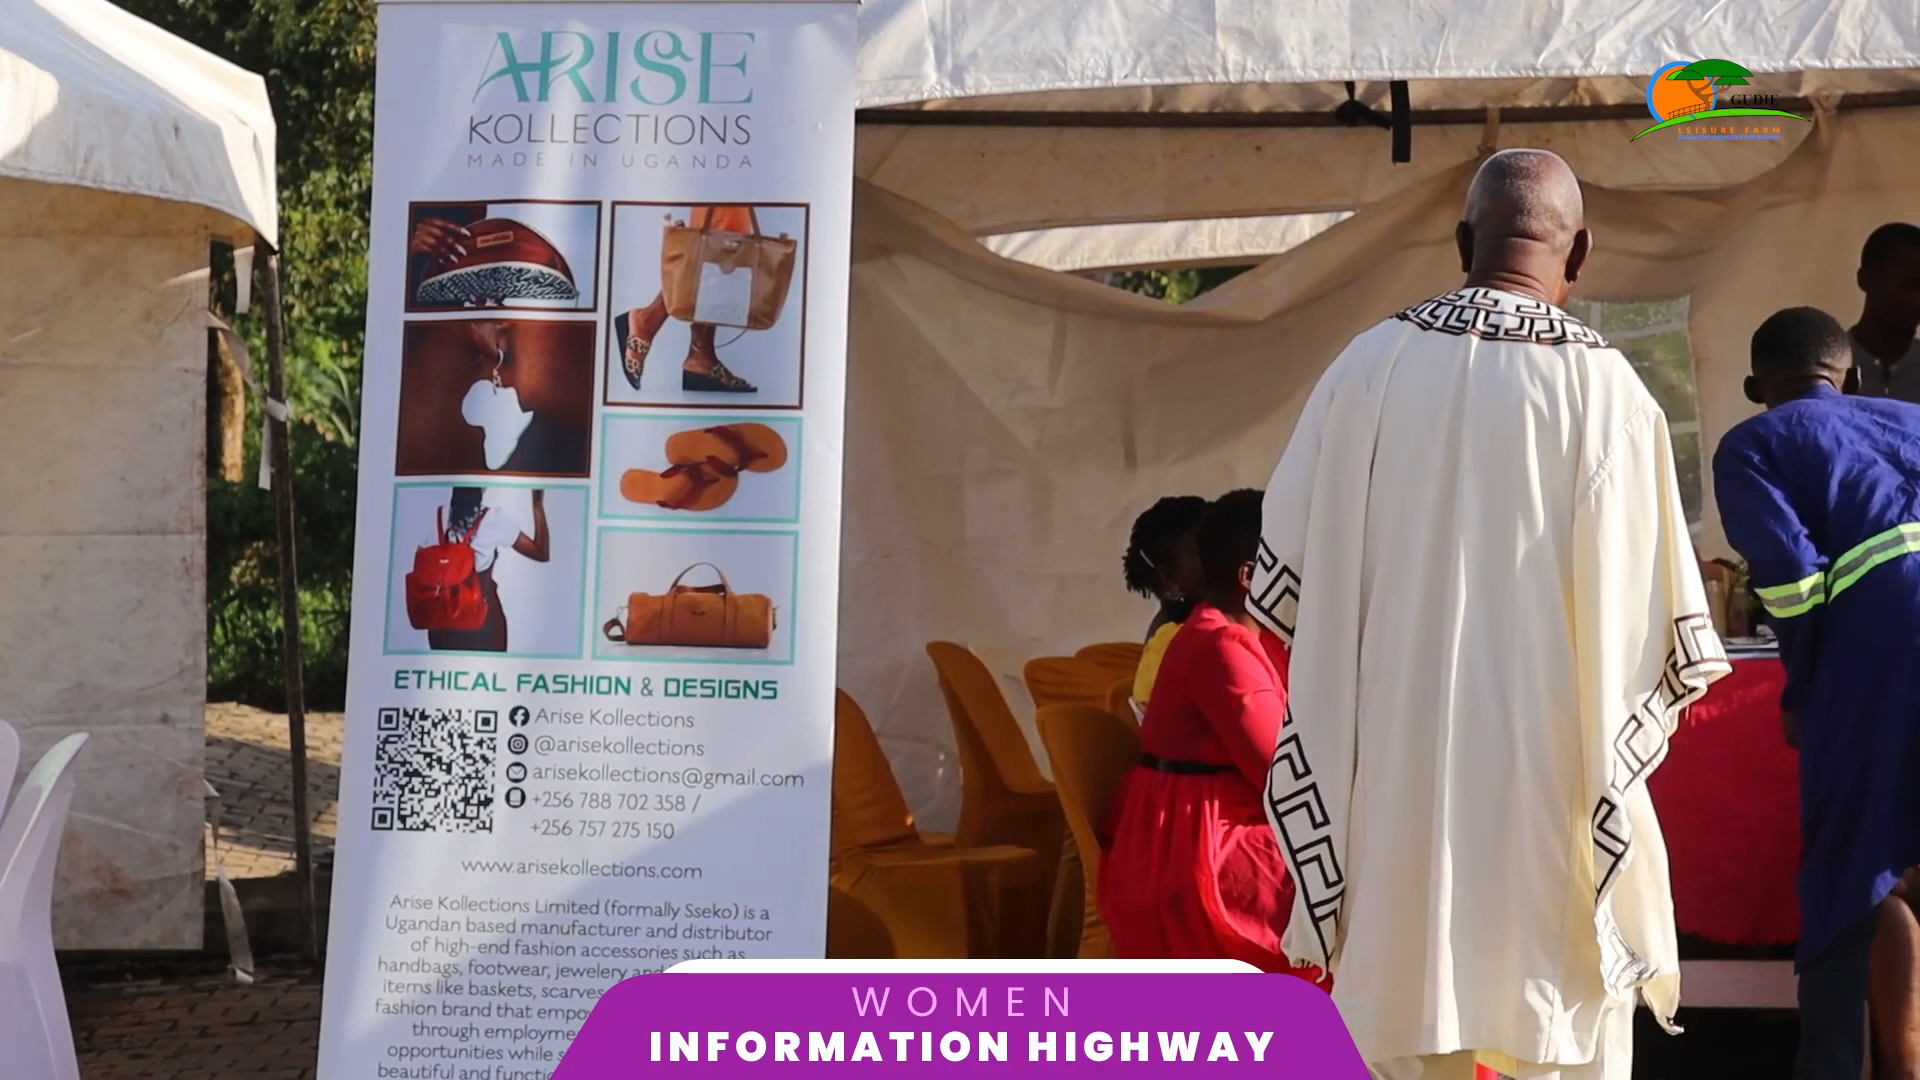 ARISE
KOLLECTIONS
MADE IN UGANDA
ETHICAL FASHION & DESIGNS
Arise Kollections
@arisekollections
arisekollections@gmail.com
+256 788 702 358 /
+256 757 275 150
www.arisekollections.com
Arise Kollections Limited (formally Sseko) is a
Ugandan based manufacturer and distributor
of high-end fashion accessories such as
handbags, footwear, jewelery and
items like baskets, scarves
fashion brand that
through
opportunities while
beautiful and
GUDIE
LEISURE FARM
WOMEN
INFORMATION HIGHWAY